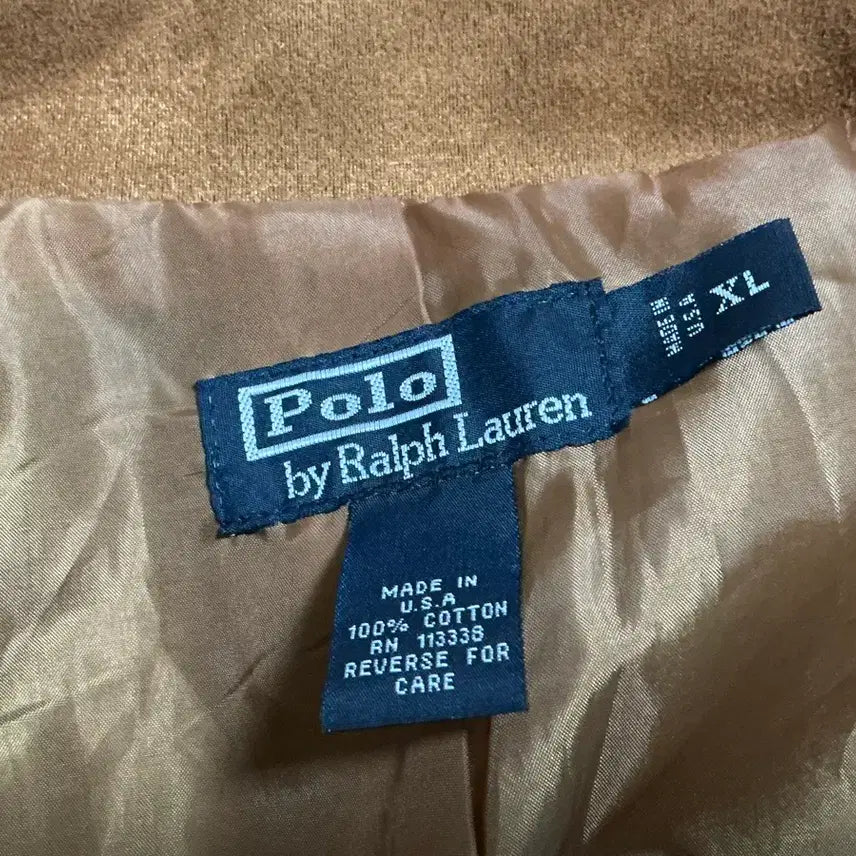 Polo
by Ralph Lauren
MADE IN
U.S.A
XL
MADE IN
U.S.A
100% COTTON
RN 113338
REVERSE FOR
CARE